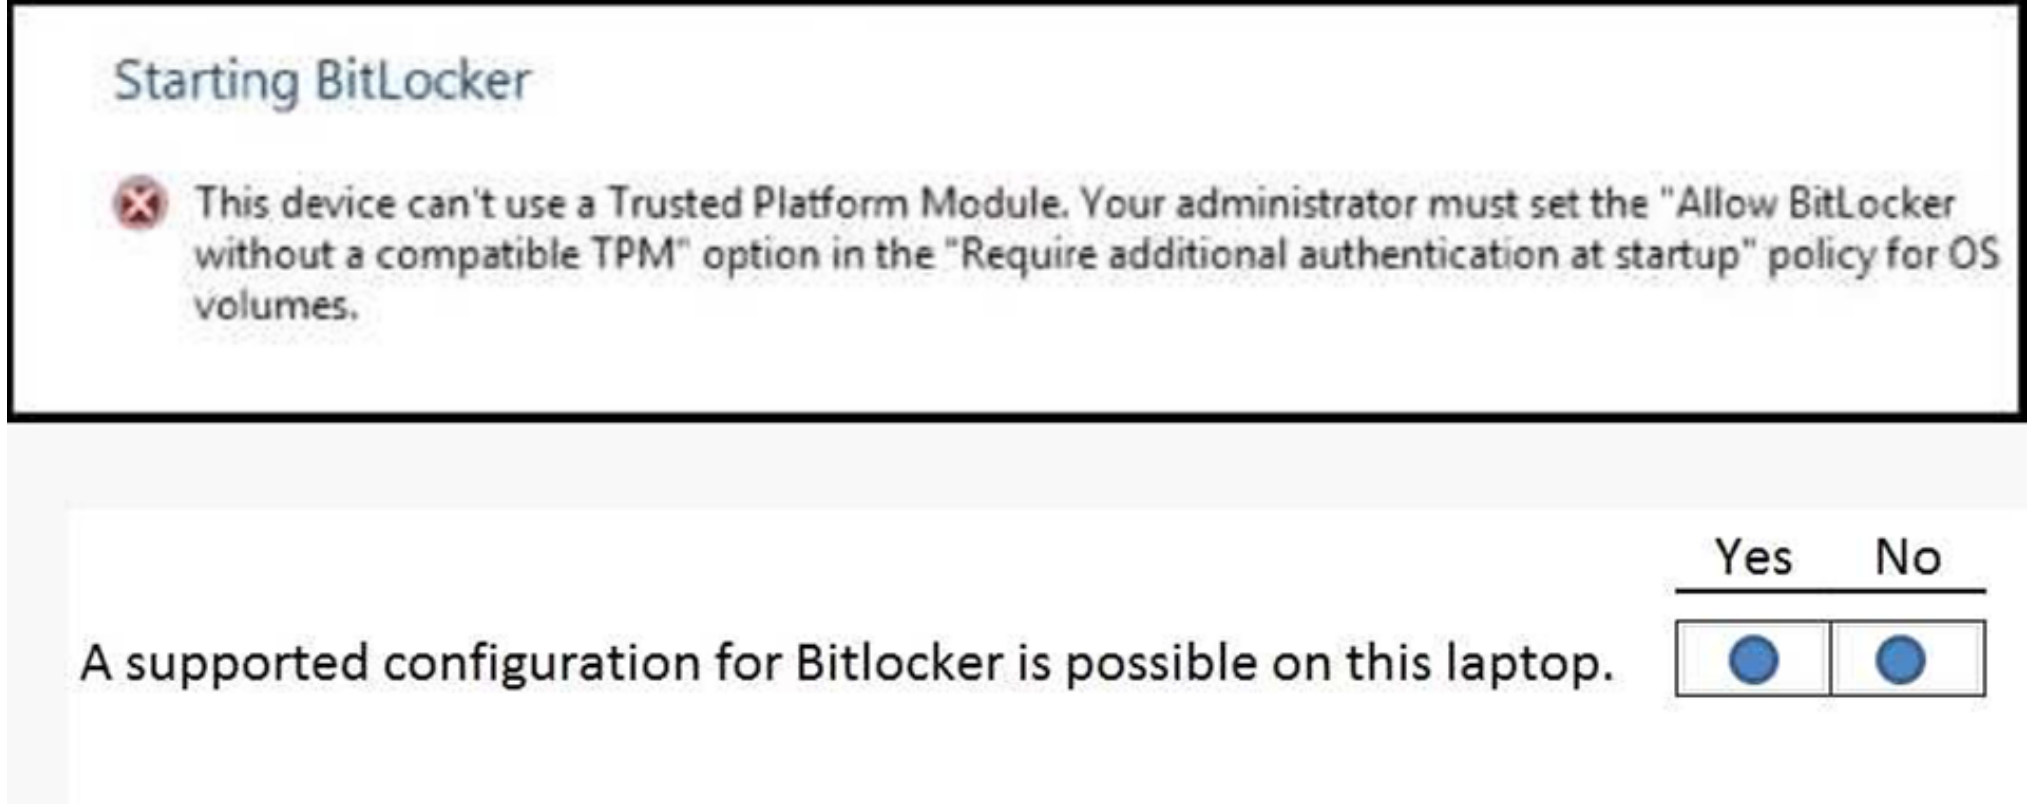 Starting BitLocker
This device can't use a Trusted Platform Module. Your administrator must set the "Allow BitLocker
without a compatible TPM" option in the "Require additional authentication at startup" policy for OS
volumes.
Yes No
A supported configuration for Bitlocker is possible on this laptop.